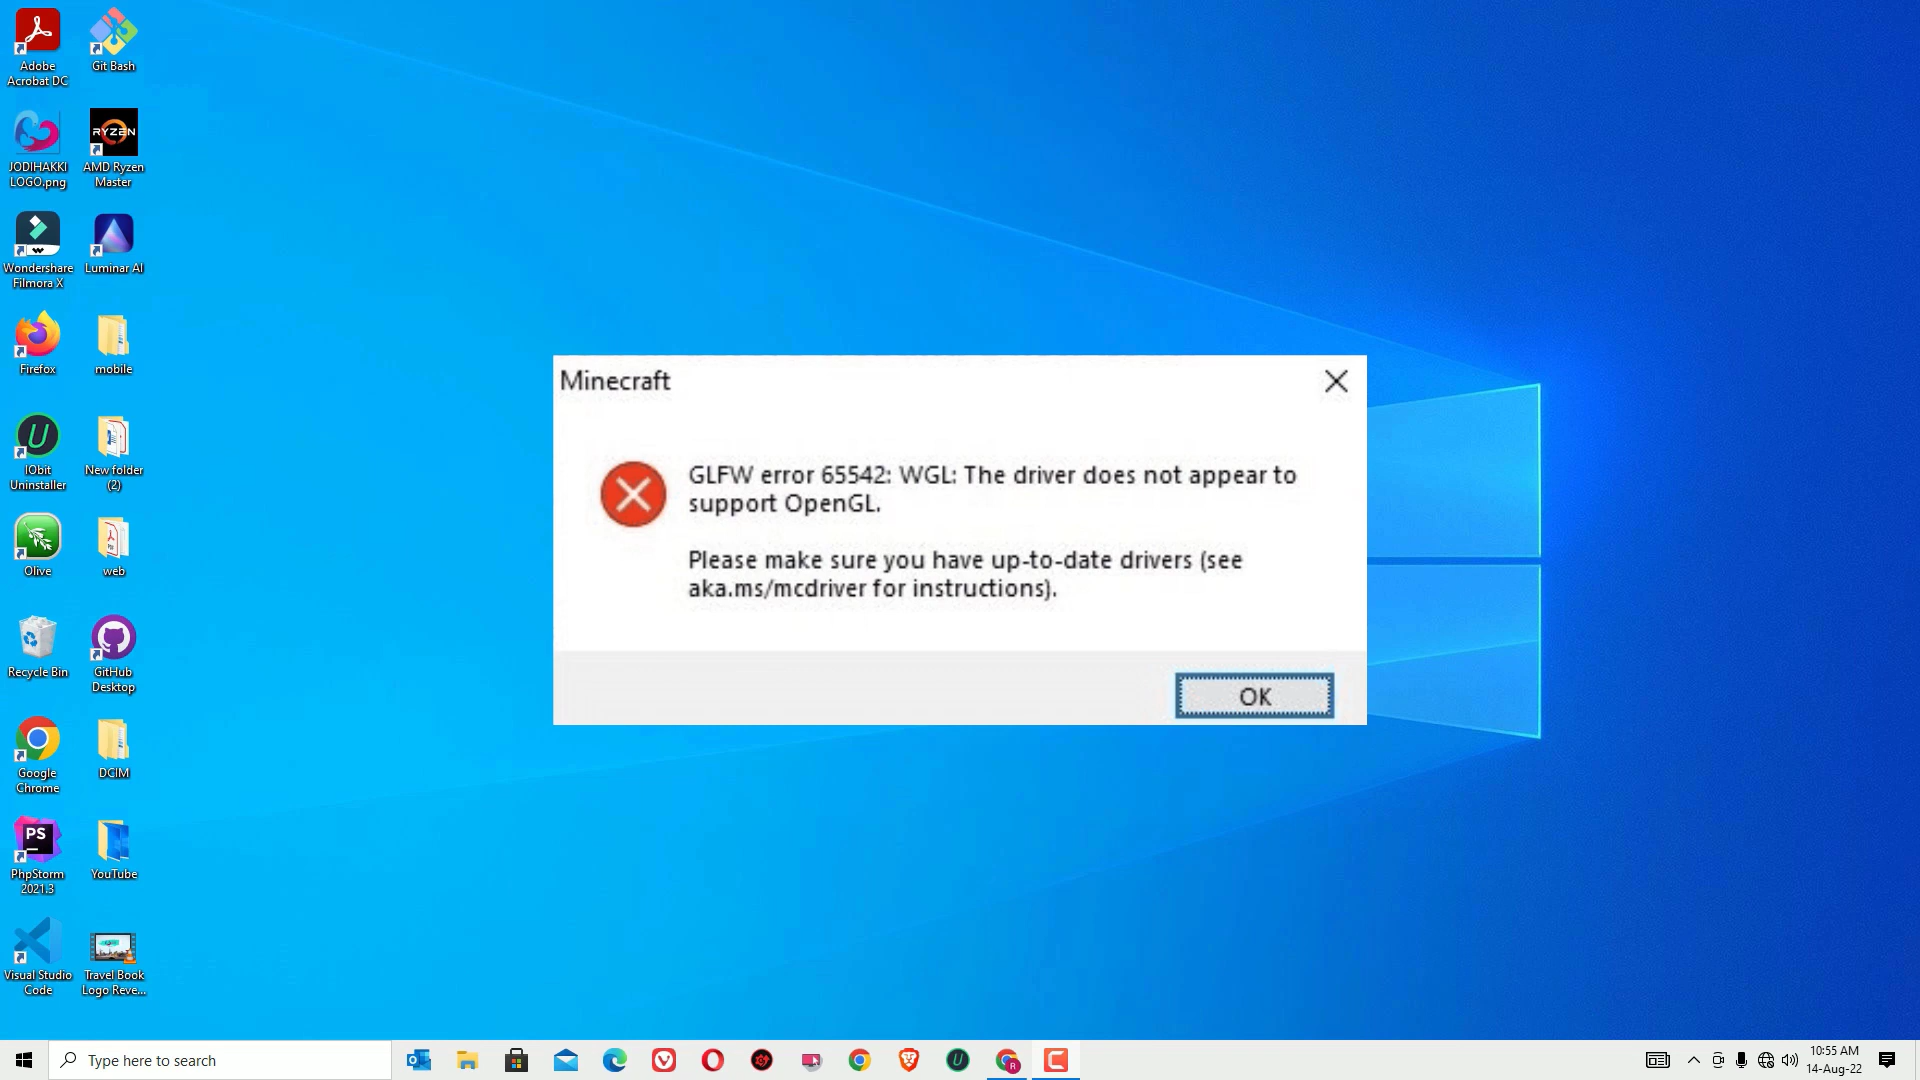 Adobe
Acrobat DC
Git Bash
JODIHAKKI
LOGO.png
RYZEN
AMD Ryzen
Master
Wondershare
Filmora X
Luminar AI
Firefox
mobile
IObit
Uninstaller
New folder
(2)
Olive
web
Recycle Bin
GitHub
Desktop
Google
Chrome
DCIM
PS
PhpStorm
2021.3
YouTube
Visual Studio
Code
Travel Book
Logo Reve...
Minecraft
GLFW error 65542: WGL: The driver does not appear to
support OpenGL.
Please make sure you have up-to-date drivers (see
aka.ms/mcdriver for instructions).
OK
Type here to search
10:55 AM
14-Aug-22